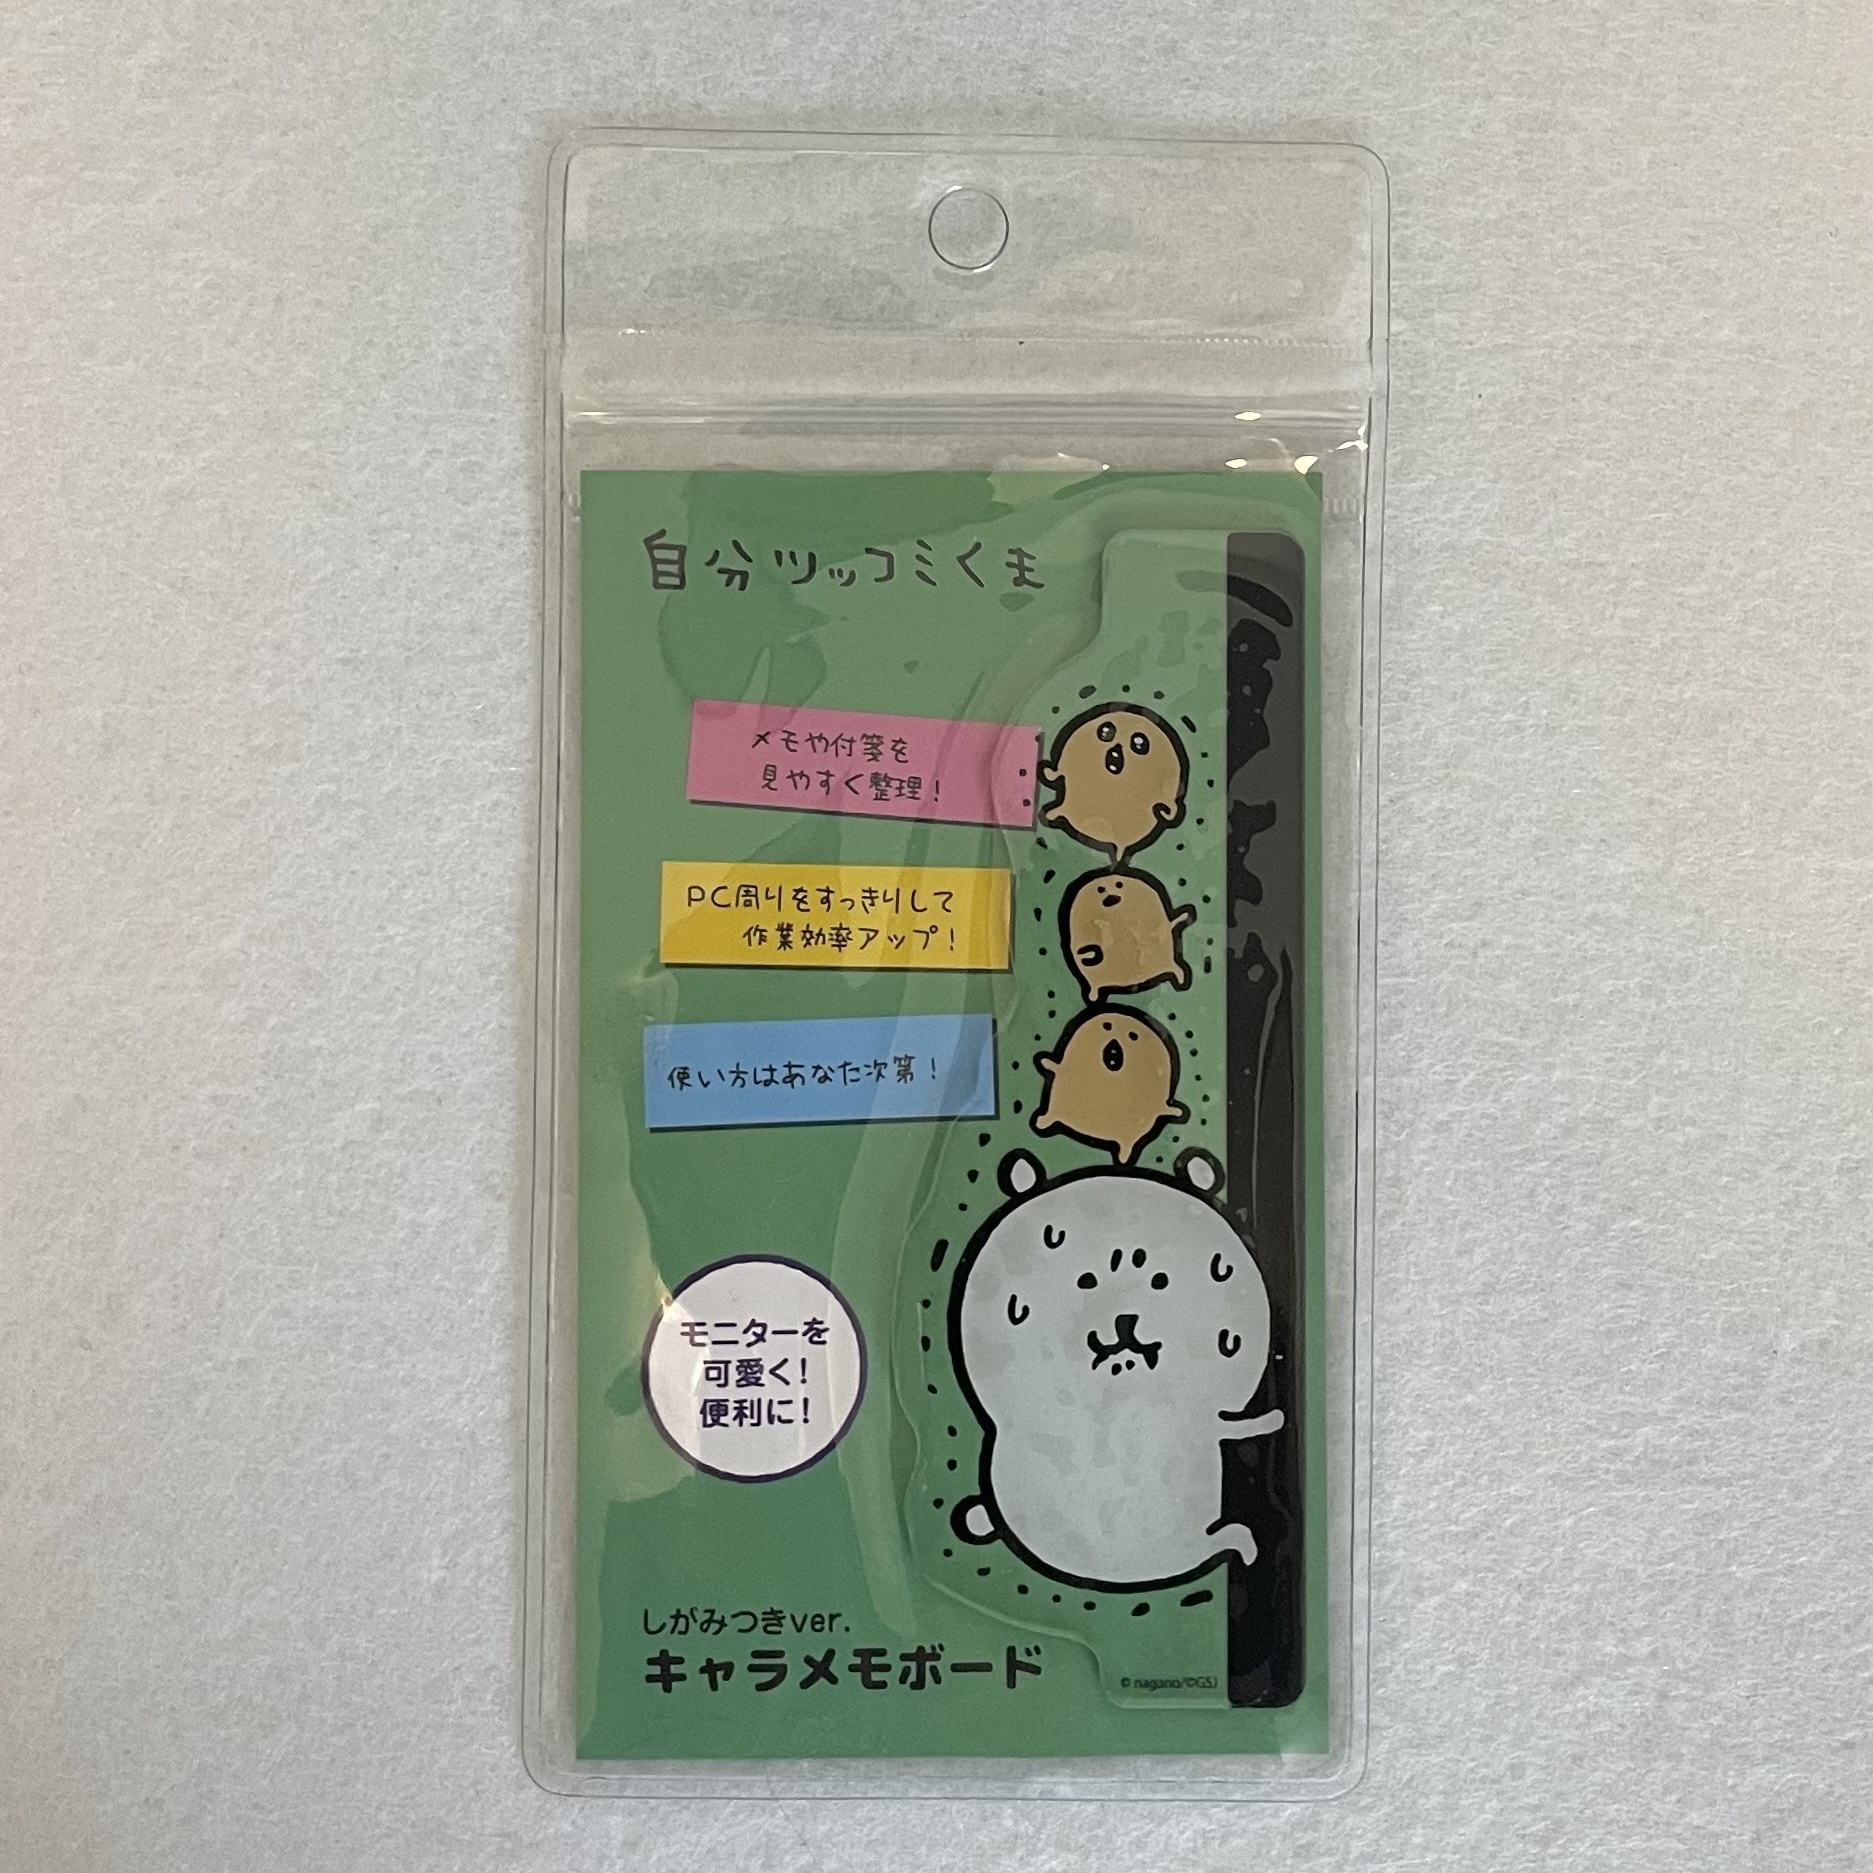 自分ツッコミくま
メモや付箋を
見やすく整理！
PC周りをすっきりして
作業効率アップ！
使い方はあなた次第！
モニターを
可愛く！
便利に！
しがみつきver.
キャラメモボード
© nagano/©GSJ